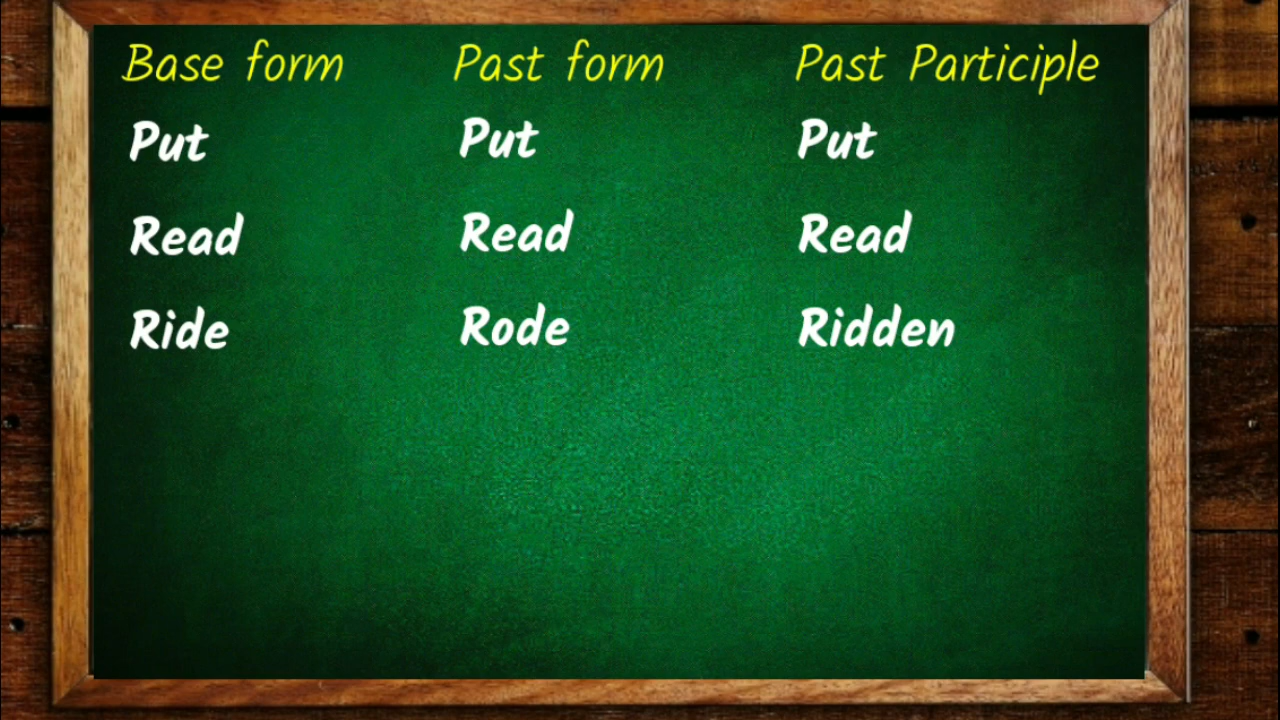 Base form Past form Past Participle
Put Put Put
Read Read Read
Ride Rode Ridden